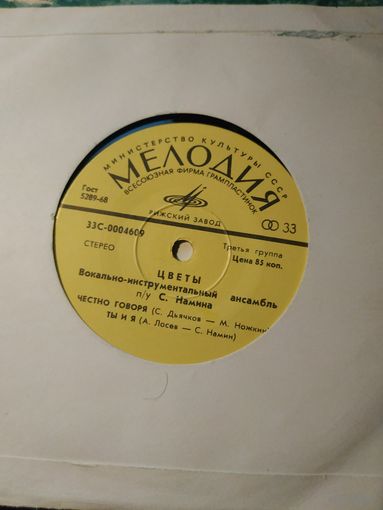 МИНИСТЕРСТВО КУЛЬТУРЫ СССР
МЕЛОДИЯ
ВСЕСОЮЗНАЯ ФИРМА ГРАМПЛАСТИНОК
Гост
5289-68
РИЖСКИЙ ЗАВОД
33
33С-0004609
СТЕРЕО
Третья группа
Цена 85 коп.
ЦВЕТЫ
Вокально-инструментальный ансамбль
п/у С. Намина
ЧЕСТНО ГОВОРЯ (С. Дьячков — М. Ножкин)
ТЫ И Я (А. Лосев — С. Намин)